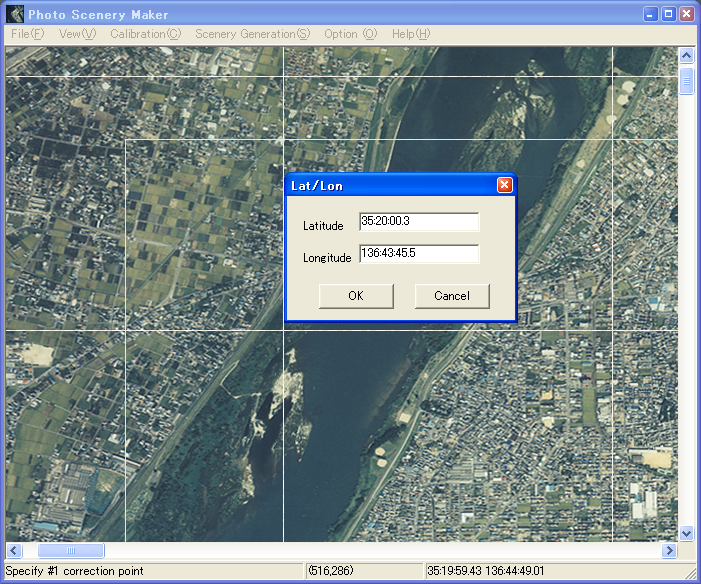 Photo Scenery Maker
File(F) Vew(V) Calibration(C) Scenery Generation(S) Option (O) Help(H)
Lat/Lon
Latitude 35:20:00.3
Longitude 136:43:45.5
OK Cancel
Specify #1 correction point (516,286) 35:19:59.43 136:44:49.01